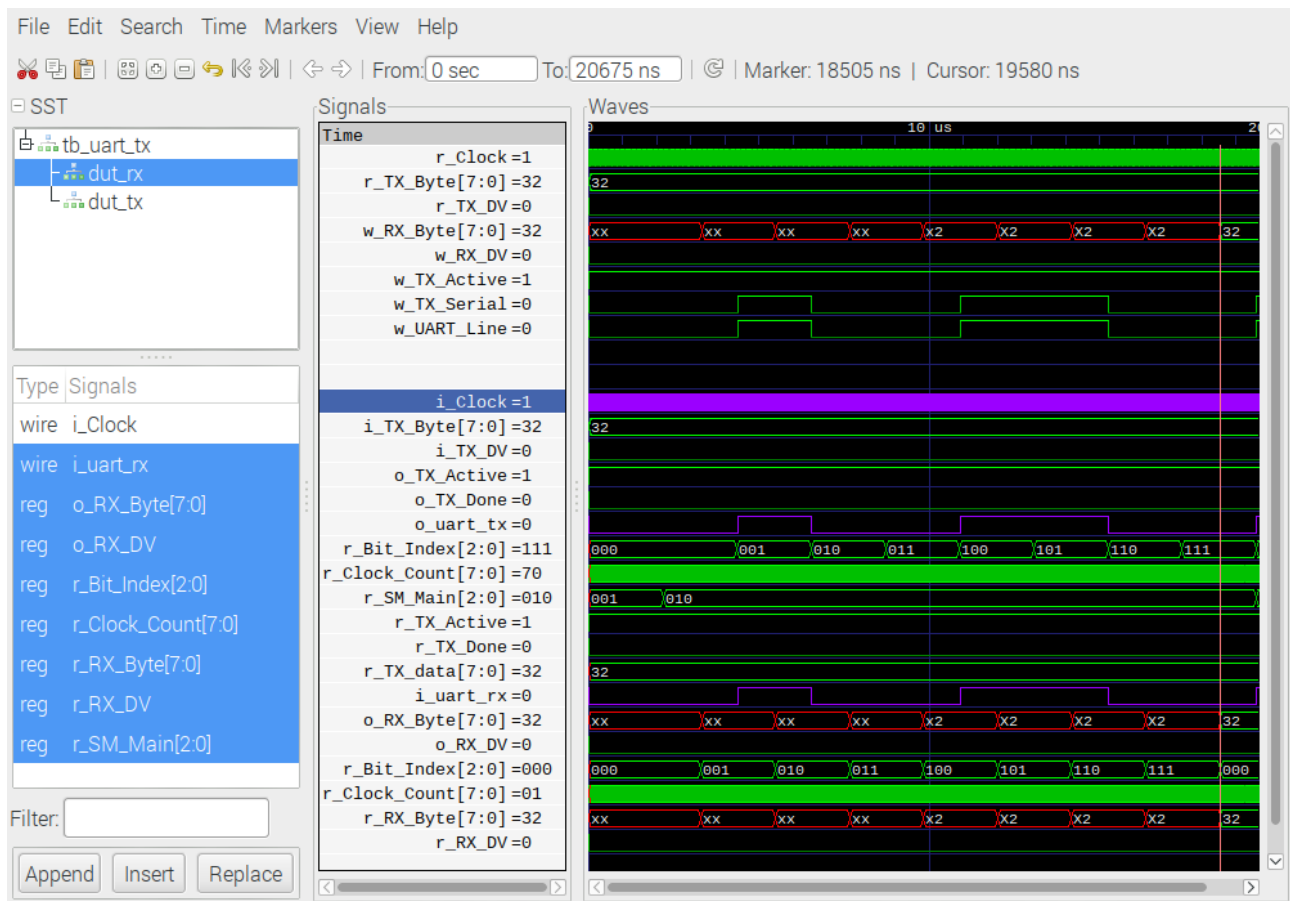 File Edit Search Time Markers View Help
From: 0 sec To: 20675 ns Marker: 18505 ns | Cursor: 19580 ns
SST
tb_uart_tx
dut_rx
dut_tx
Type Signals
wire i_Clock
wire i_uart_rx
reg o_RX_Byte[7:0]
reg o_RX_DV
reg r_Bit_Index[2:0]
reg r_Clock_Count[7:0]
reg r_RX_Byte[7:0]
reg r_RX_DV
reg r_SM_Main[2:0]
Filter:
Append Insert Replace
Signals
Time
r_Clock=1
r_TX_Byte[7:0]=32
r_TX_DV=0
w_RX_Byte[7:0]=32
w_RX_DV=0
w_TX_Active=1
w_TX_Serial=0
w_UART_Line=0
i_Clock=1
i_TX_Byte[7:0]=32
i_TX_DV=0
o_TX_Active=1
o_TX_Done=0
o_uart_tx=0
r_Bit_Index[2:0]=111
r_Clock_Count[7:0]=70
r_SM_Main[2:0]=010
r_TX_Active=1
r_TX_Done=0
r_TX_data[7:0]=32
i_uart_rx=0
o_RX_Byte[7:0]=32
o_RX_DV=0
r_Bit_Index[2:0]=000
r_Clock_Count[7:0]=01
r_RX_Byte[7:0]=32
r_RX_DV=0
Waves
10 us
32
xx xx xx xx x2 X2 X2 X2 32
32
000 001 010 011 100 101 110 111
001 010
32
xx xx xx xx x2 X2 X2 X2 32
000 001 010 011 100 101 110 111 000
xx xx xx xx x2 X2 X2 X2 32